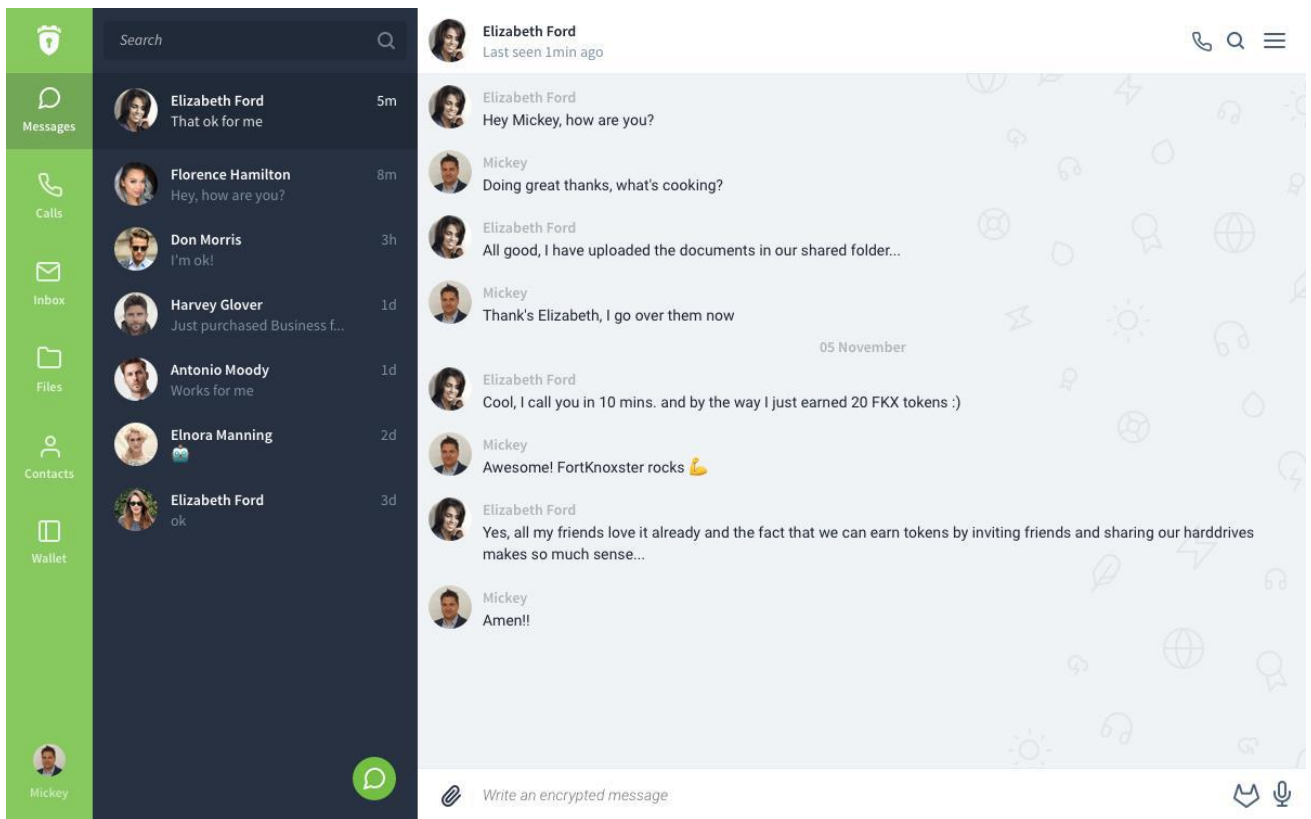 Messages
Calls
Inbox
Files
Contacts
Wallet
Mickey
Search
Elizabeth Ford 5m
That ok for me
Florence Hamilton 8m
Hey, how are you?
Don Morris 3h
I'm ok!
Harvey Glover 1d
Just purchased Business f...
Antonio Moody 1d
Works for me
Elnora Manning 2d
Elizabeth Ford 3d
ok
Elizabeth Ford
Last seen 1min ago
Elizabeth Ford
Hey Mickey, how are you?
Mickey
Doing great thanks, what's cooking?
Elizabeth Ford
All good, I have uploaded the documents in our shared folder...
Mickey
Thank's Elizabeth, I go over them now
05 November
Elizabeth Ford
Cool, I call you in 10 mins. and by the way I just earned 20 FKX tokens :)
Mickey
Awesome! FortKnoxster rocks 💪
Elizabeth Ford
Yes, all my friends love it already and the fact that we can earn tokens by inviting friends and sharing our harddrives
makes so much sense...
Mickey
Amen!!
Write an encrypted message